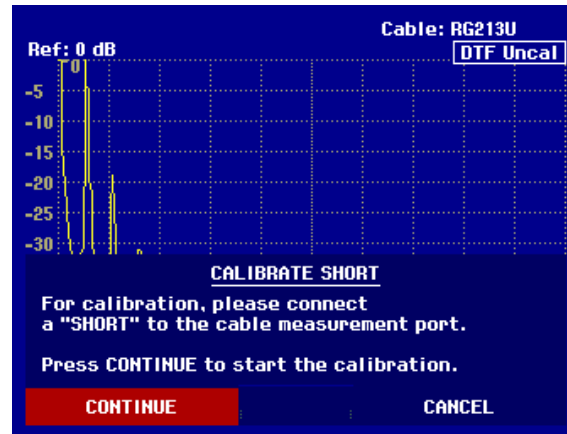 Cable: RG213U
Ref: 0 dB
DTF Uncal
0
-5
-10
-15
-20
-25
-30
CALIBRATE SHORT
For calibration, please connect
a "SHORT" to the cable measurement port.
Press CONTINUE to start the calibration.
CONTINUE
CANCEL